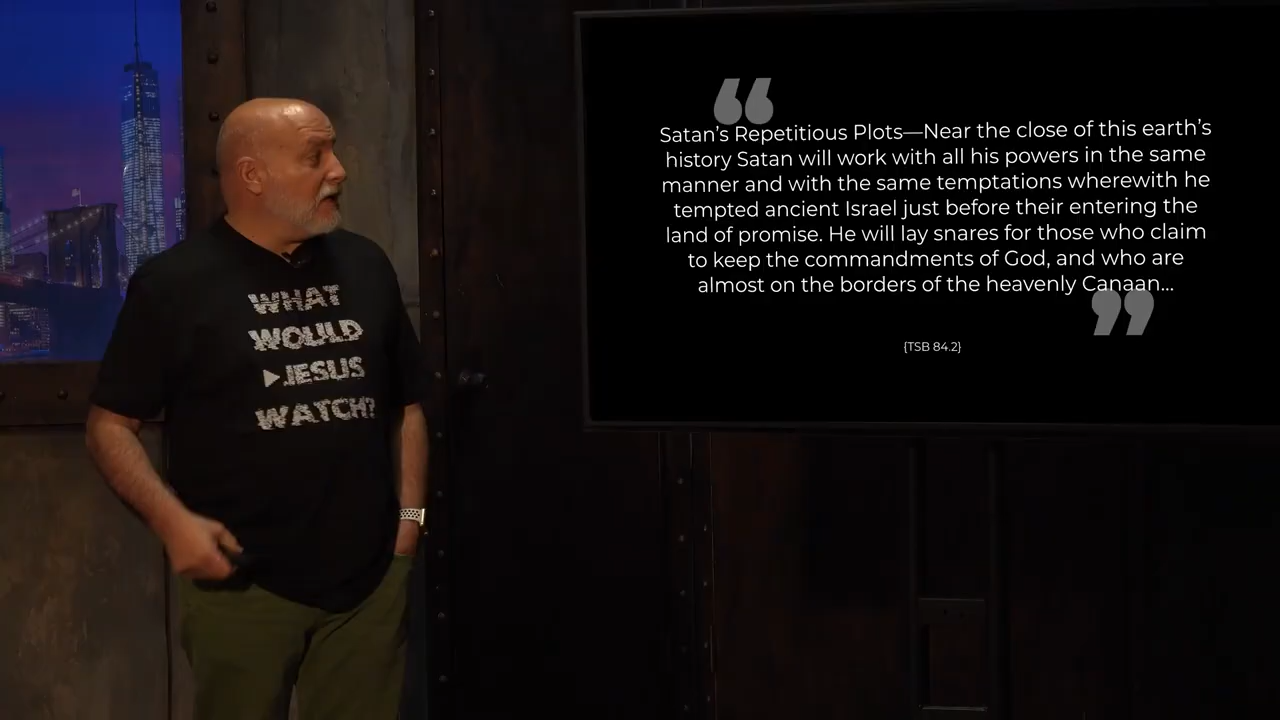 WHAT
WOULD
JESUS
WATCH?
“
Satan’s Repetitious Plots—Near the close of this earth’s
history Satan will work with all his powers in the same
manner and with the same temptations wherewith he
tempted ancient Israel just before their entering the
land of promise. He will lay snares for those who claim
to keep the commandments of God, and who are
almost on the borders of the heavenly Canaan...
”
{TSB 84.2}